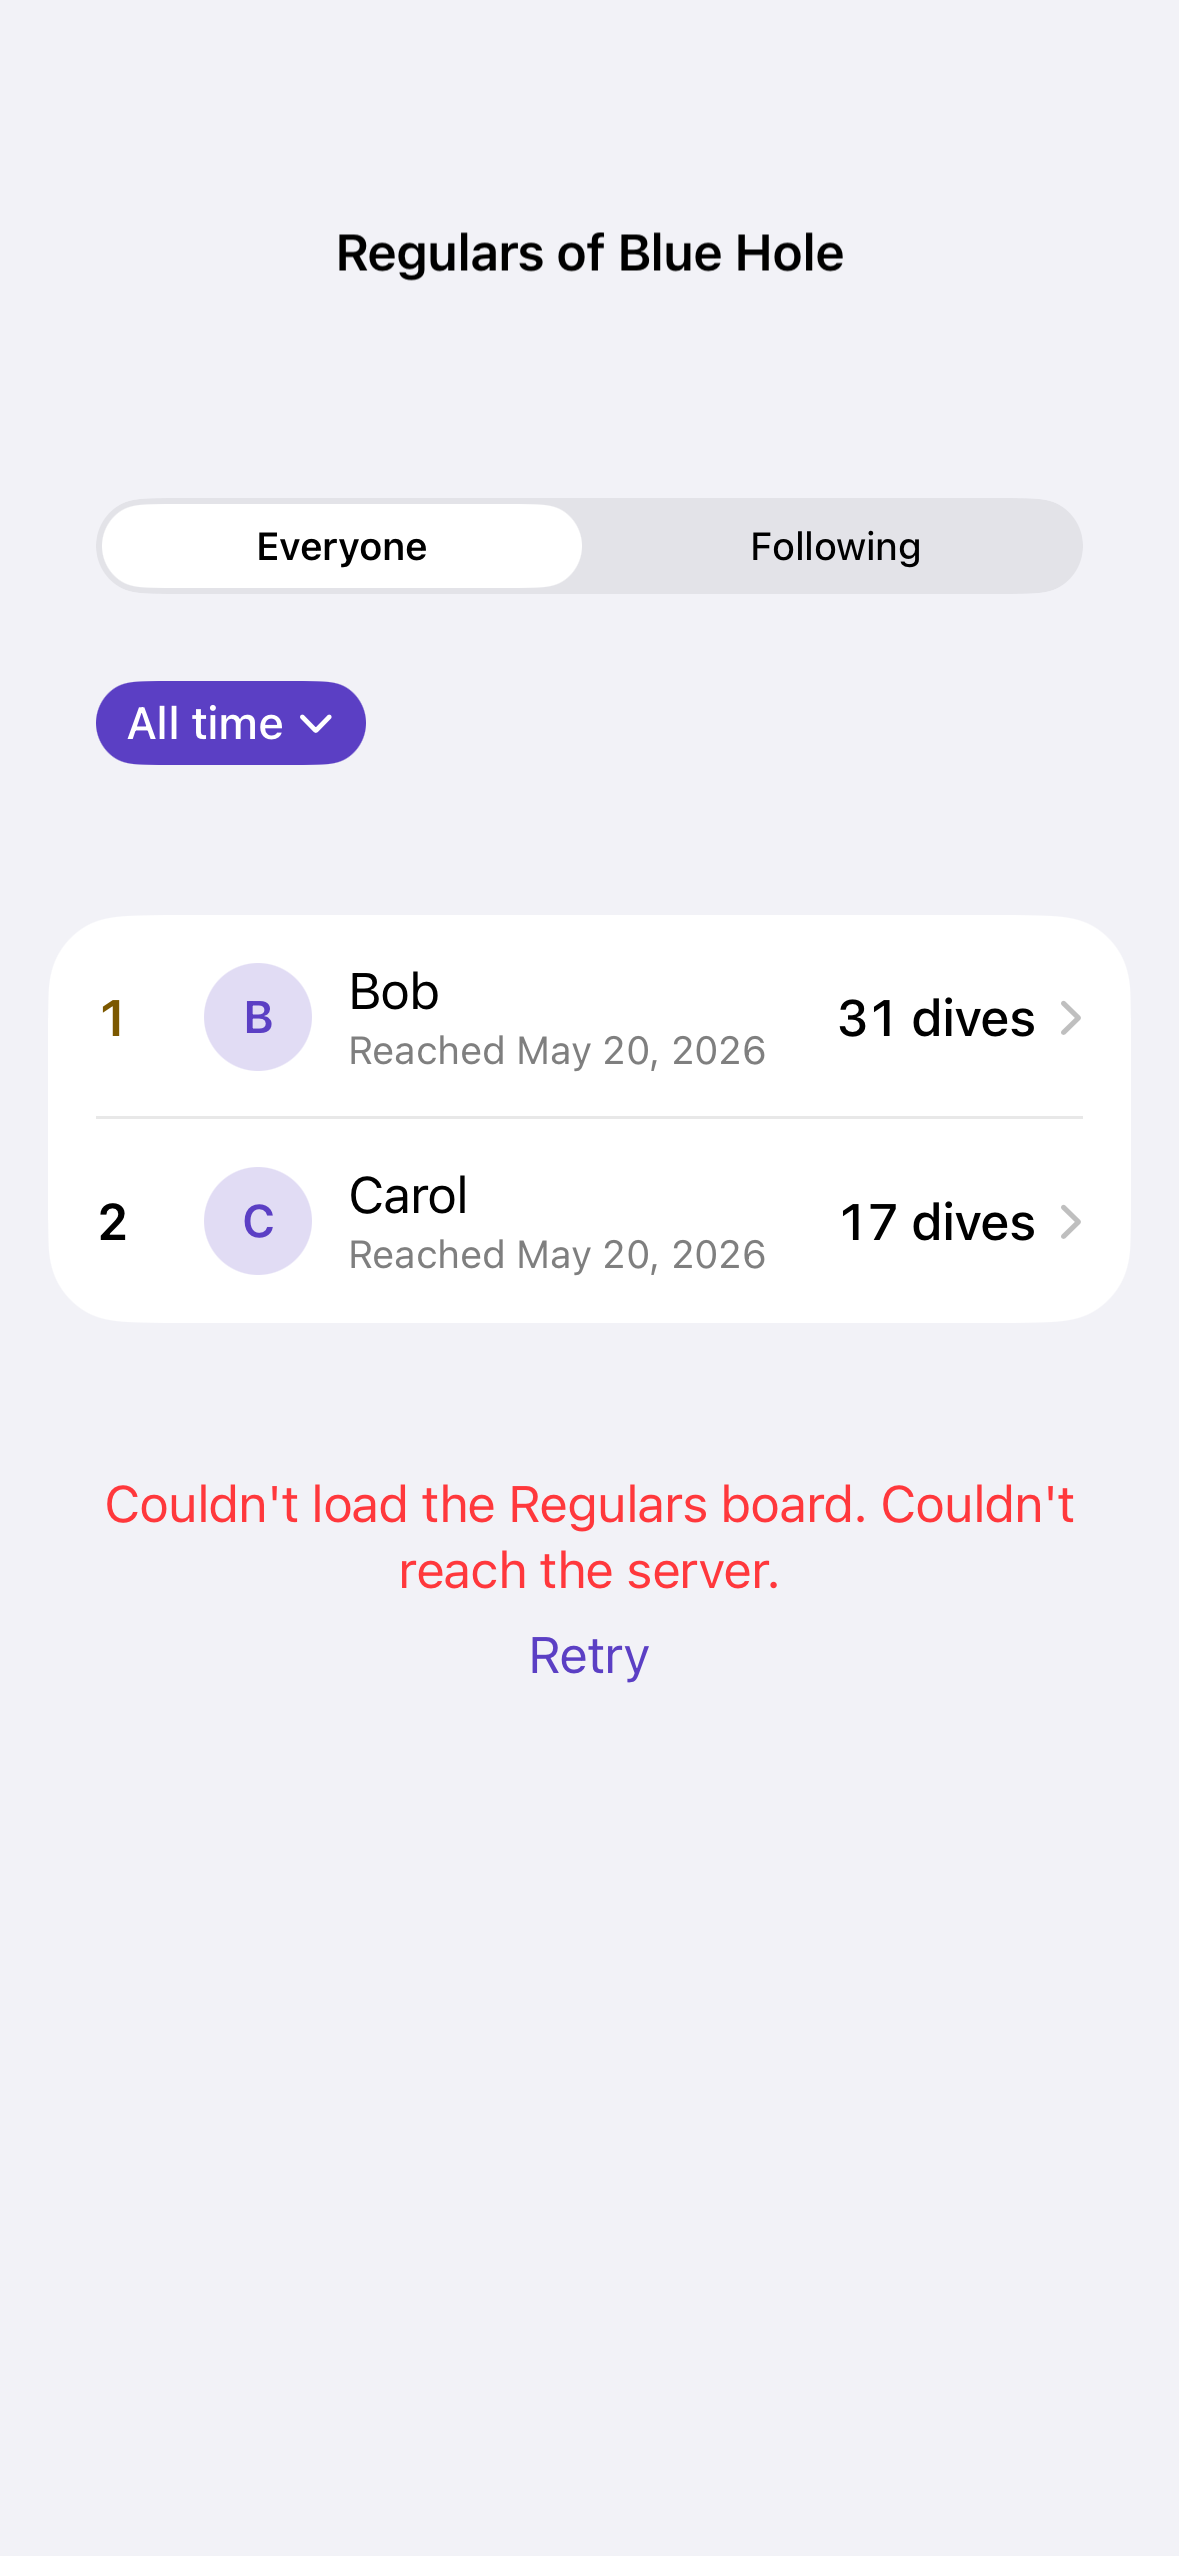 Regulars of Blue Hole
Everyone
Following
All time
1
B
Bob
Reached May 20, 2026
31 dives
2
C
Carol
Reached May 20, 2026
17 dives
Couldn't load the Regulars board. Couldn't
reach the server.
Retry